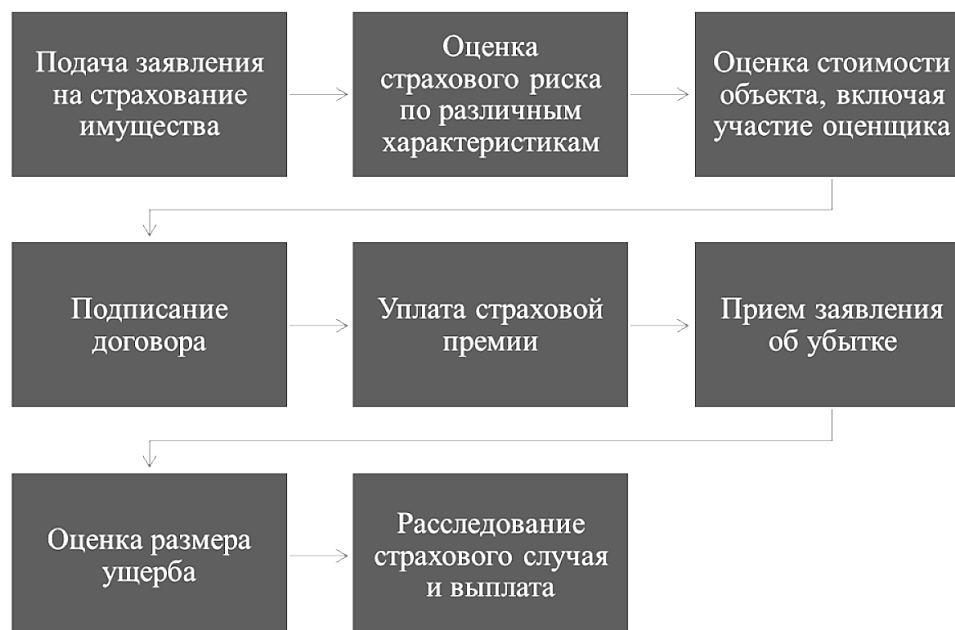 Подача заявления
на страхование
имущества
Оценка
страхового риска
по различным
характеристикам
Оценка стоимости
объекта, включая
участие оценщика
Подписание
договора
Уплата страховой
премии
Прием заявления
об убытке
Оценка размера
ущерба
Расследование
страхового случая
и выплата